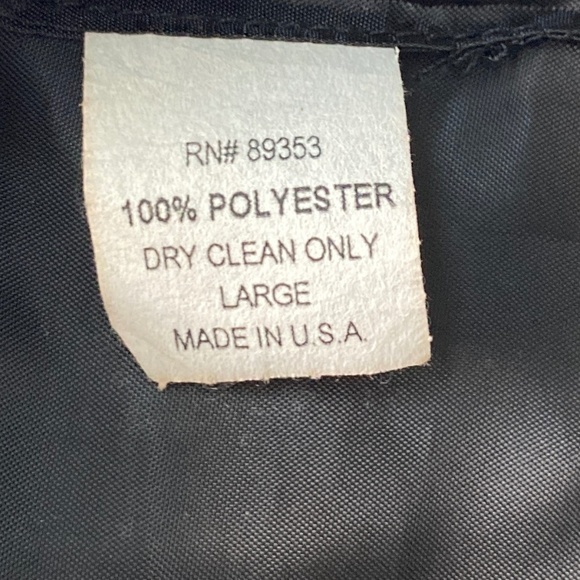 RN# 89353
100% POLYESTER
DRY CLEAN ONLY
LARGE
MADE IN U.S.A.